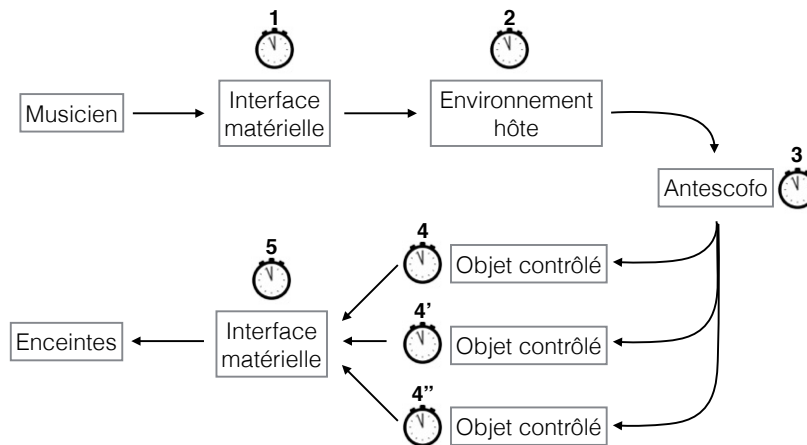 1
2
Musicien
Interface
matérielle
Environnement
hôte
3
Antescofo
5
4
Objet contrôlé
Enceintes
Interface
matérielle
4'
Objet contrôlé
4''
Objet contrôlé